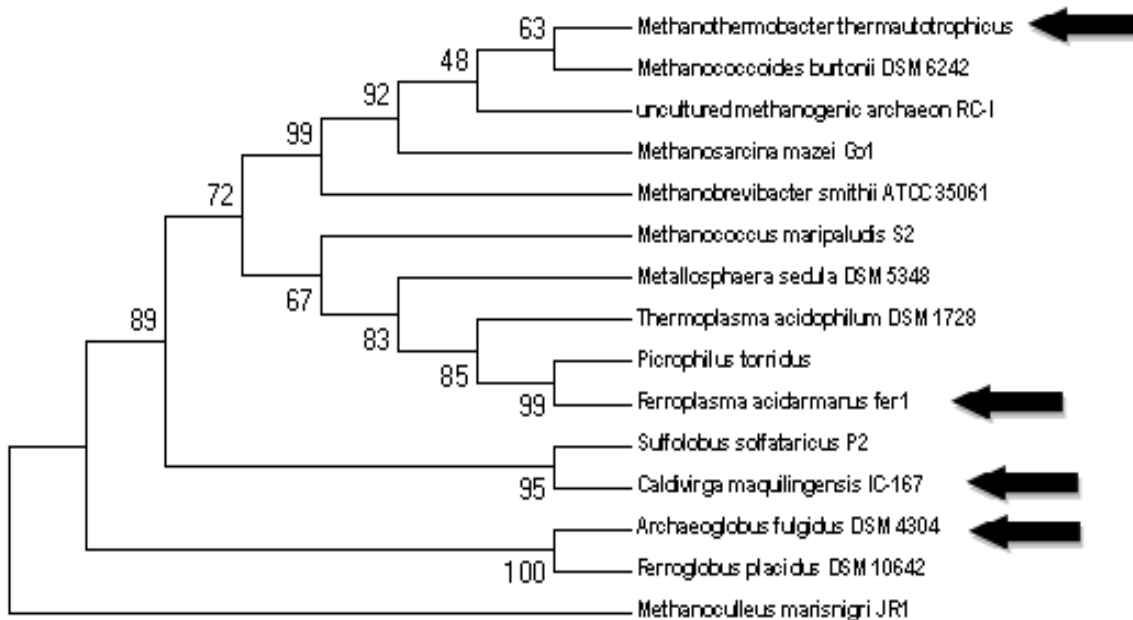 63
Methanothermobacter thermautotrophicus
48
Methanococcoides burtonii DSM 6242
92
uncultured methanogenic archaeon RC-I
99
Methanosarcina mazei Go1
72
Methanobrevibacter smithii ATCC 35061
Methanococcus maripaludis S2
67
Metallosphaera sedula DSM 5348
89
83
Thermoplasma acidophilum DSM 1728
85
Picrophilus torridus
99
Ferroplasma acidarmanus fer1
Sulfolobus solfataricus P2
95
Caldivirga maquilingensis IC-167
Archaeoglobus fulgidus DSM 4304
100
Ferroglobus placidus DSM 10642
Methanoculleus marisnigri JR1